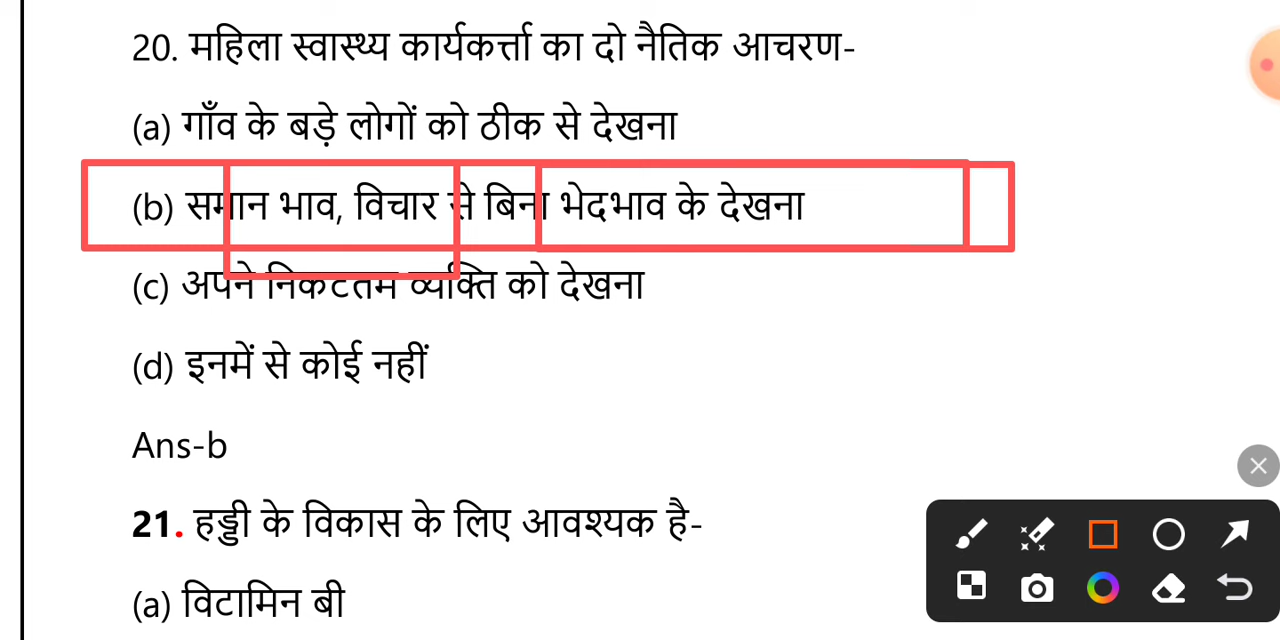 20. महिला स्वास्थ्य कार्यकर्त्ता का दो नैतिक आचरण-
(a) गाँव के बड़े लोगों को ठीक से देखना
(b) समान भाव, विचार से बिना भेदभाव के देखना
(c) अपने निकटतम व्यक्ति को देखना
(d) इनमें से कोई नहीं
Ans-b
21. हड्डी के विकास के लिए आवश्यक है-
(a) विटामिन बी